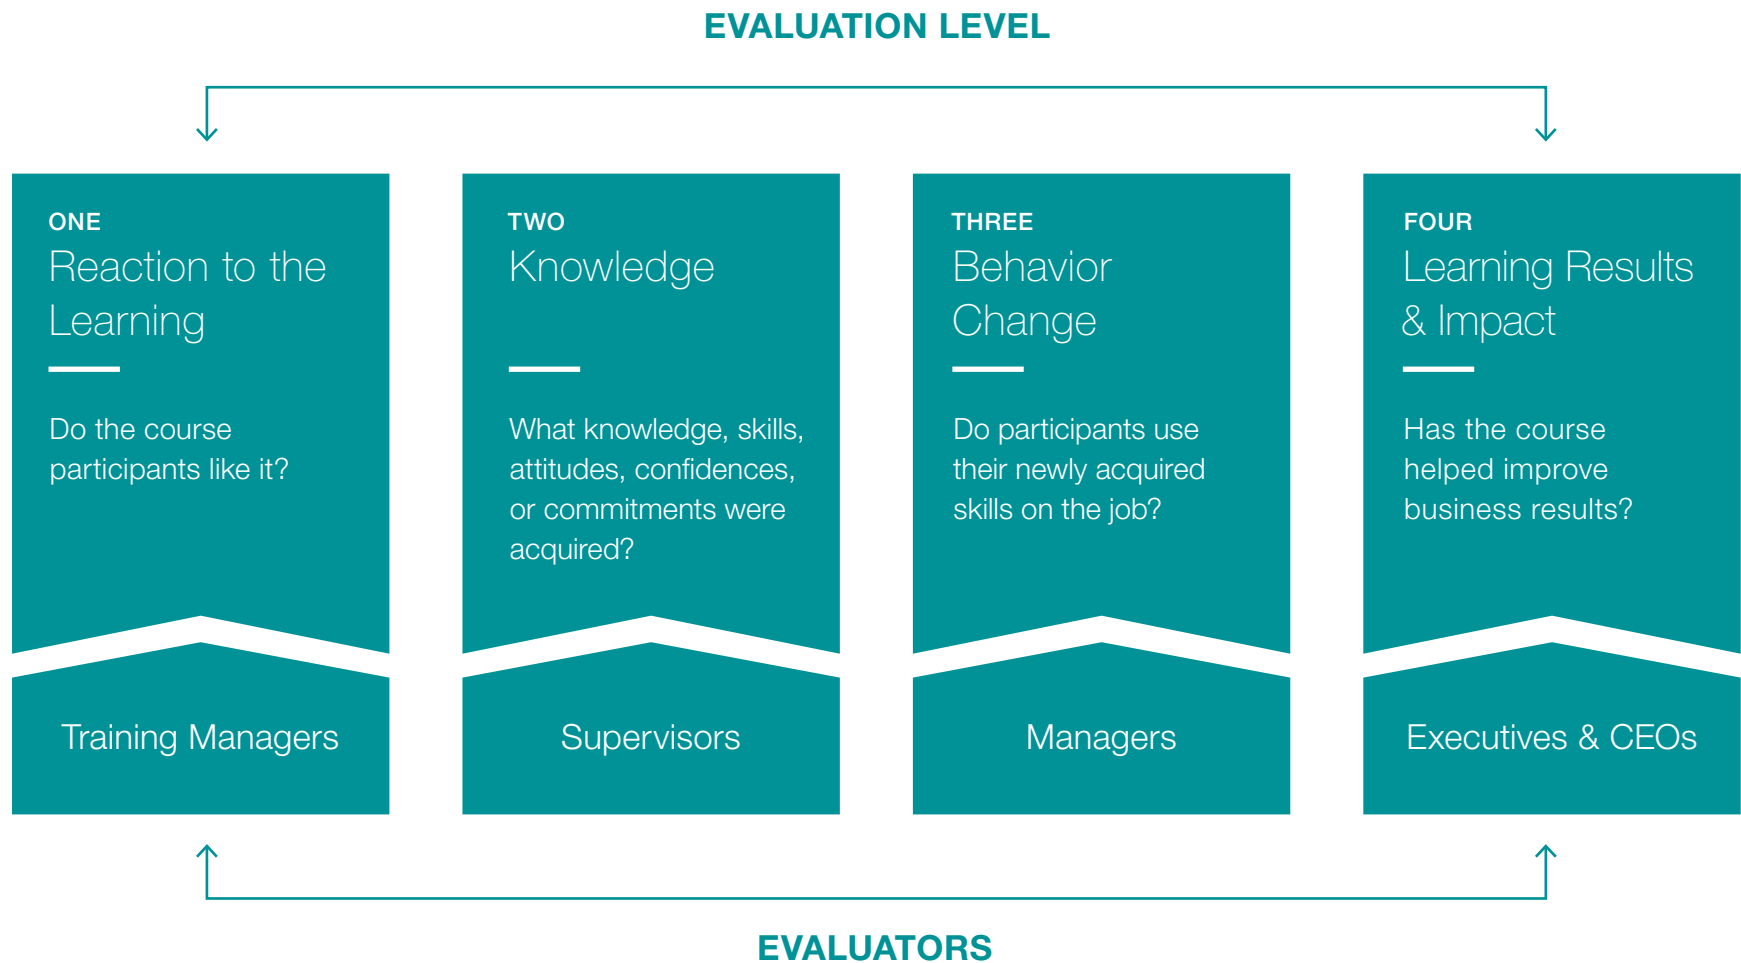 EVALUATION LEVEL
ONE
Reaction to the
Learning
Do the course
participants like it?
Training Managers
TWO
Knowledge
What knowledge, skills,
attitudes, confidences,
or commitments were
acquired?
Supervisors
THREE
Behavior
Change
Do participants use
their newly acquired
skills on the job?
Managers
FOUR
Learning Results
& Impact
Has the course
helped improve
business results?
Executives & CEOs
EVALUATORS